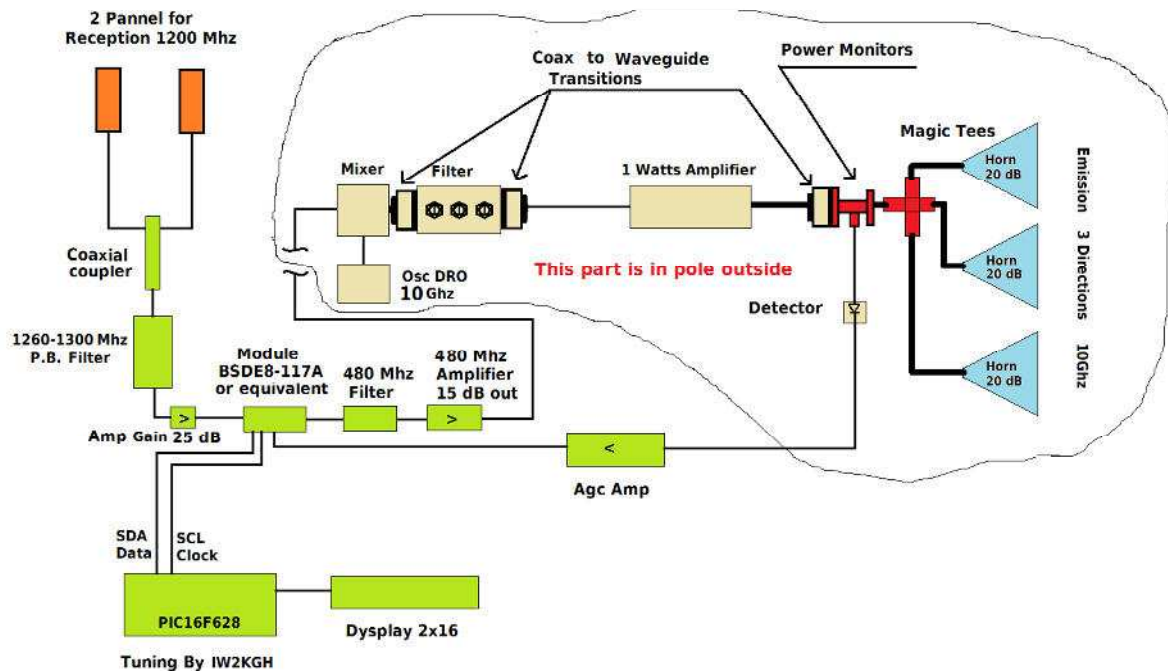 2 Pannel for
Reception 1200 Mhz
Coax to Waveguide
Transitions
Power Monitors
Magic Tees
Mixer
Filter
1 Watts Amplifier
Horn
20 dB
Horn
20 dB
Horn
20 dB
Emission 3 Directions 10Ghz
Coaxial
coupler
Osc DRO
10 Ghz
This part is in pole outside
Detector
1260-1300 Mhz
P.B. Filter
Module
BSDE8-117A
or equivalent
480 Mhz
Filter
480 Mhz
Amplifier
15 dB out
>
>
Amp Gain 25 dB
<
Agc Amp
SDA
Data
SCL
Clock
PIC16F628
Dysplay 2x16
Tuning By IW2KGH